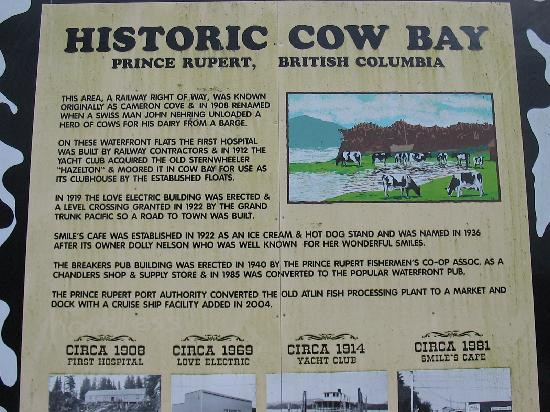 HISTORIC COW BAY
PRINCE RUPERT, BRITISH COLUMBIA
THIS AREA, A RAILWAY RIGHT OF WAY, WAS KNOWN
ORIGINALLY AS CAMERON COVE & IN 1908 RENAMED
WHEN A SWISS MAN JOHN NEHRING UNLOADED A
HERD OF COWS FOR HIS DAIRY FROM A BARGE.
ON THESE WATERFRONT FLATS THE FIRST HOSPITAL
WAS BUILT BY RAILWAY CONTRACTORS & IN 1912 THE
YACHT CLUB ACQUIRED THE OLD STERNWHEELER
"HAZELTON" & MOORED IT IN COW BAY FOR USE AS
ITS CLUBHOUSE BY THE ESTABLISHED FLOATS.
IN 1919 THE LOVE ELECTRIC BUILDING WAS ERECTED &
A LEVEL CROSSING GRANTED IN 1922 BY THE GRAND
TRUNK PACIFIC SO A ROAD TO TOWN WAS BUILT.
SMILE'S CAFE WAS ESTABLISHED IN 1922 AS AN ICE CREAM & HOT DOG STAND AND WAS NAMED IN 1936
AFTER ITS OWNER DOLLY NELSON WHO WAS WELL KNOWN FOR HER WONDERFUL SMILES.
THE BREAKERS PUB BUILDING WAS ERECTED IN 1940 BY THE PRINCE RUPERT FISHERMEN'S CO-OP ASSOC. AS A
CHANDLERS SHOP & SUPPLY STORE & IN 1985 WAS CONVERTED TO THE POPULAR WATERFRONT PUB.
THE PRINCE RUPERT PORT AUTHORITY CONVERTED THE OLD ATLIN FISH PROCESSING PLANT TO A MARKET AND
DOCK WITH A CRUISE SHIP FACILITY ADDED IN 2004.
CIRCA 1908
FIRST HOSPITAL
CIRCA 1969
LOVE ELECTRIC
CIRCA 1914
YACHT CLUB
CIRCA 1981
SMILE'S CAFE